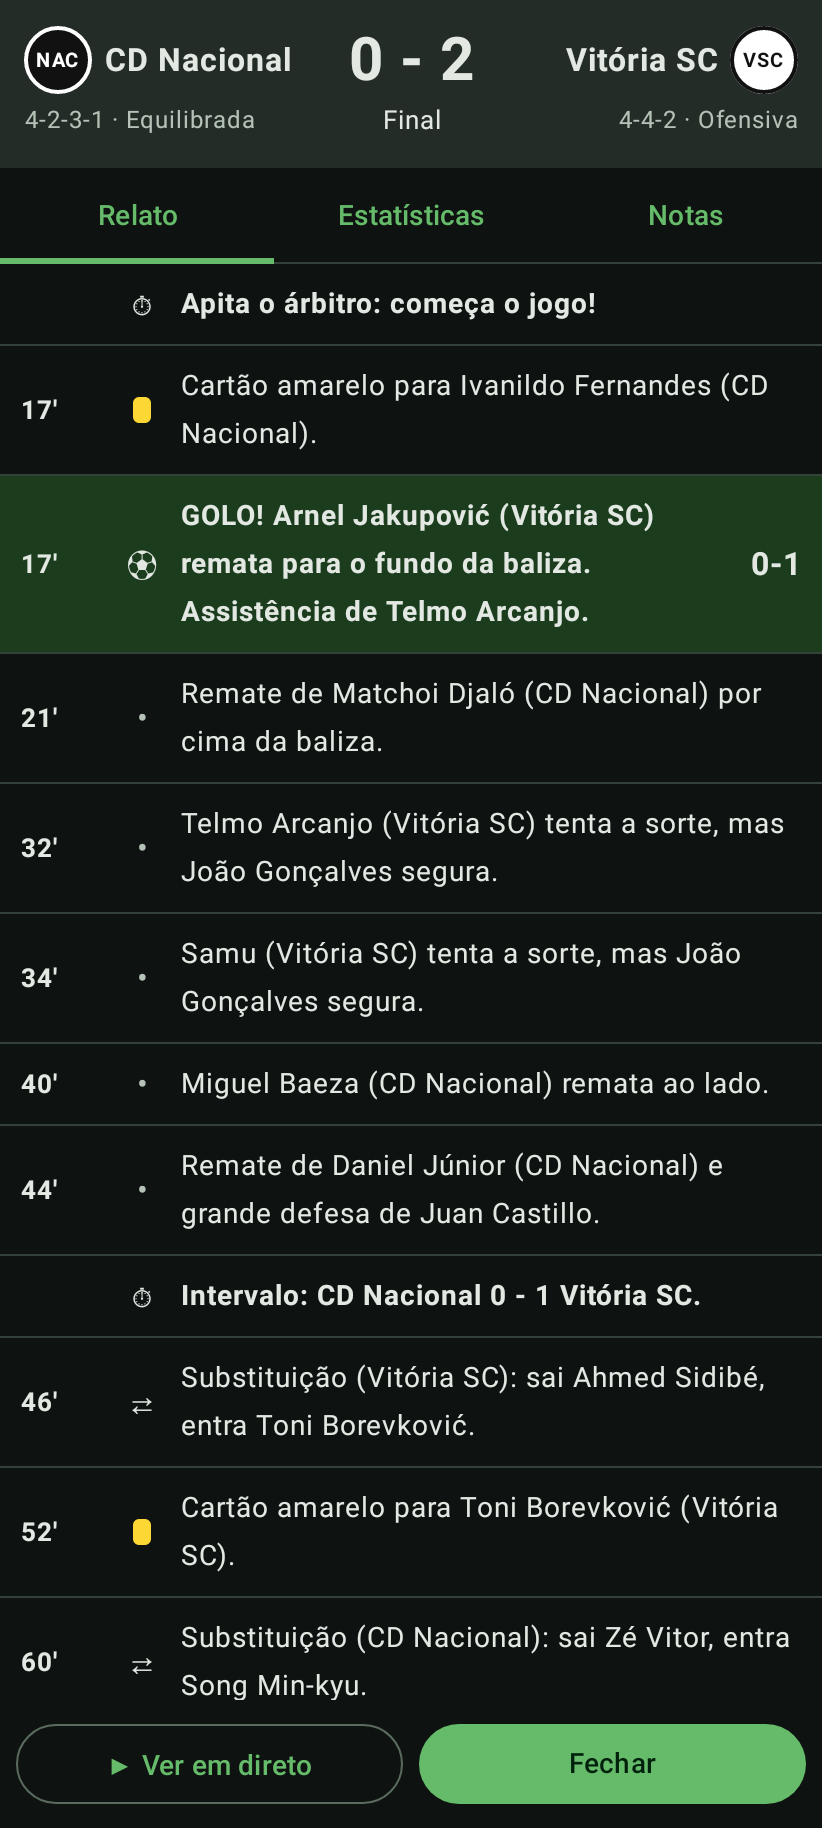 NAC CD Nacional 0 - 2 Vitória SC VSC
4-2-3-1 · Equilibrada Final 4-4-2 · Ofensiva
Relato Estatísticas Notas
Apita o árbitro: começa o jogo!
17' Cartão amarelo para Ivanildo Fernandes (CD
Nacional).
GOLO! Arnel Jakupović (Vitória SC)
17' remata para o fundo da baliza. 0-1
Assistência de Telmo Arcanjo.
21' Remate de Matchoi Djaló (CD Nacional) por
cima da baliza.
32' Telmo Arcanjo (Vitória SC) tenta a sorte, mas
João Gonçalves segura.
34' Samu (Vitória SC) tenta a sorte, mas João
Gonçalves segura.
40' Miguel Baeza (CD Nacional) remata ao lado.
44' Remate de Daniel Júnior (CD Nacional) e
grande defesa de Juan Castillo.
Intervalo: CD Nacional 0 - 1 Vitória SC.
46' Substituição (Vitória SC): sai Ahmed Sidibé,
entra Toni Borevković.
52' Cartão amarelo para Toni Borevković (Vitória
SC).
60' Substituição (CD Nacional): sai Zé Vitor, entra
Song Min-kyu.
► Ver em direto Fechar